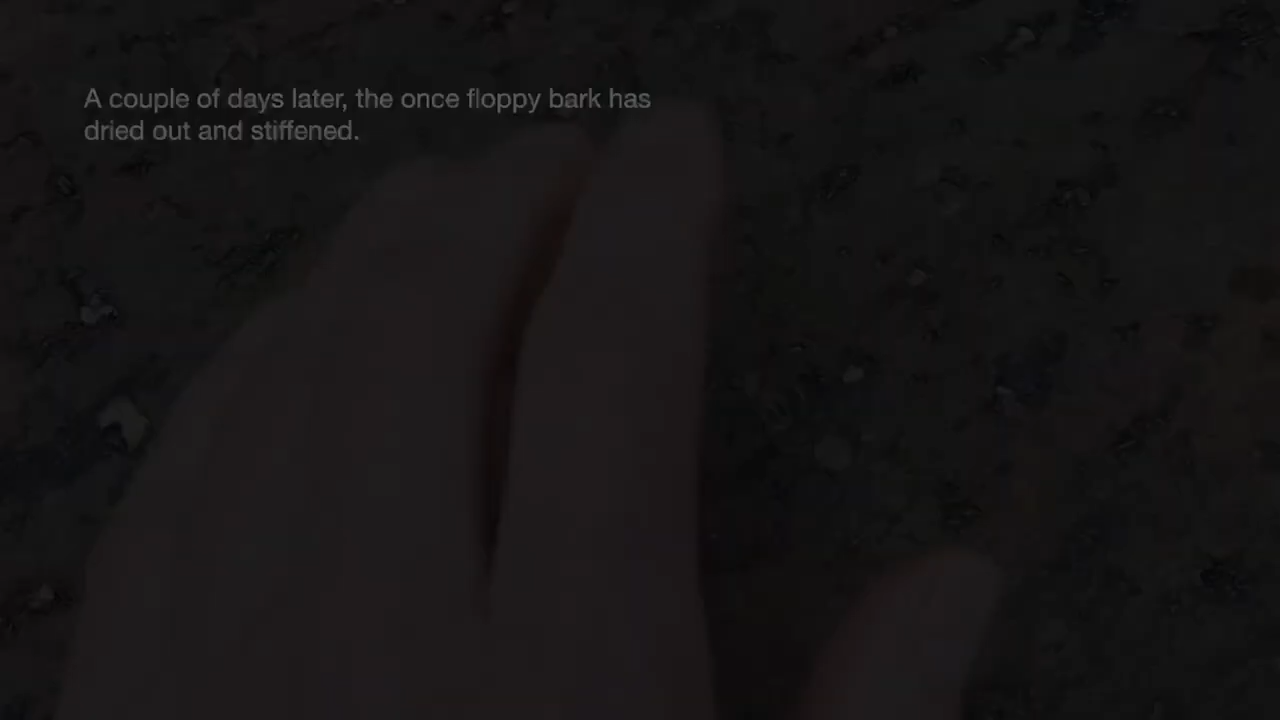 A couple of days later, the once floppy bark has
dried out and stiffened.